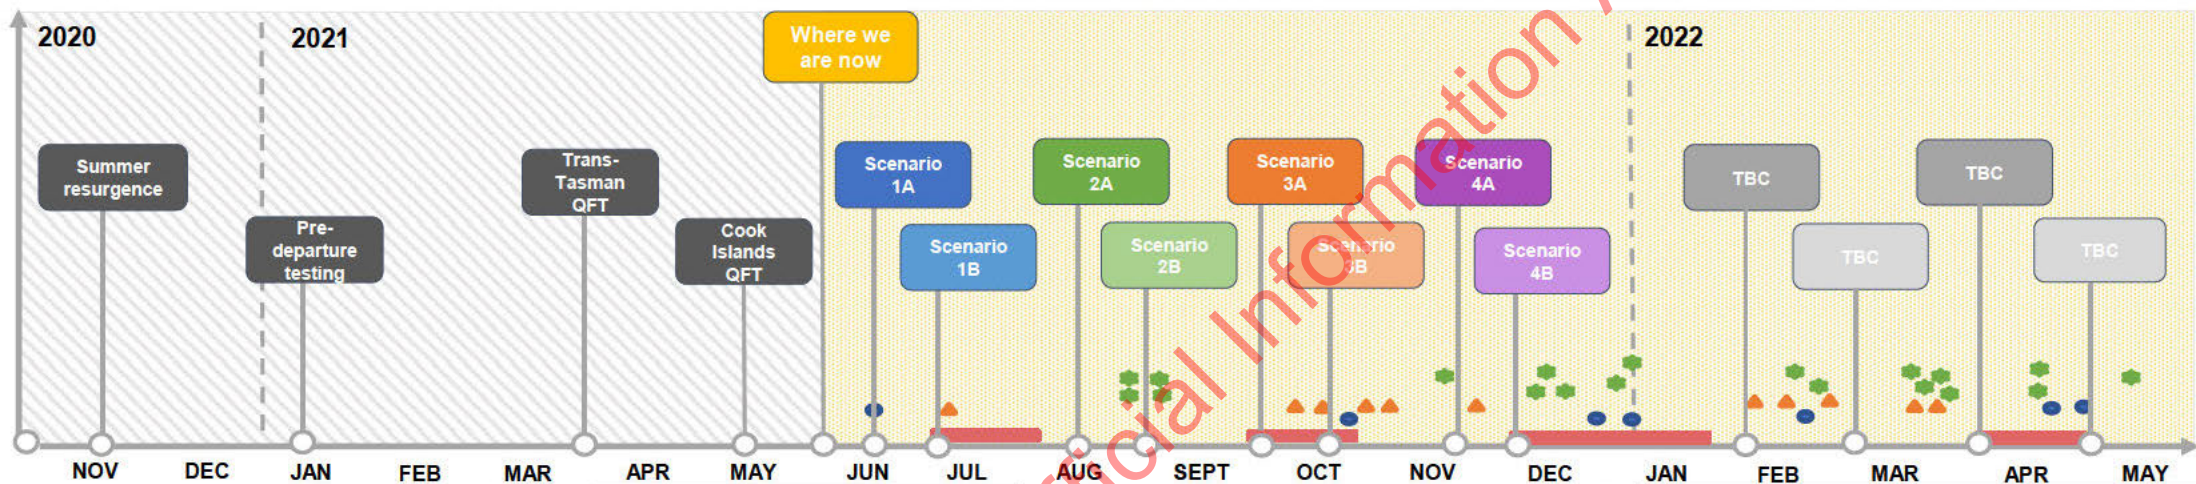 2020
2021
2022
Where we
are now
Summer
resurgence
Pre-
departure
testing
Trans-
Tasman
QFT
Cook
Islands
QFT
Scenario
1A
Scenario
1B
Scenario
2A
Scenario
2B
Scenario
3A
Scenario
3B
Scenario
4A
Scenario
4B
TBC
TBC
TBC
TBC
NOV DEC JAN FEB MAR APR MAY JUN JUL AUG SEPT OCT NOV DEC JAN FEB MAR APR MAY
Information